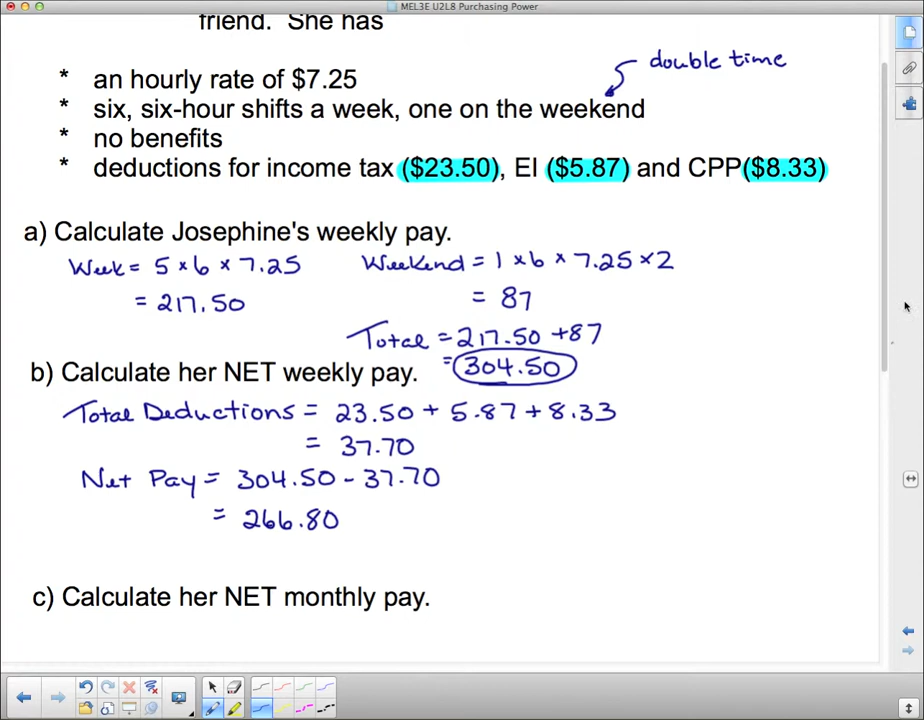 MEL3E U2L8 Purchasing Power
friend. She has
double time
* an hourly rate of $7.25
* six, six-hour shifts a week, one on the weekend
* no benefits
* deductions for income tax ($23.50), EI ($5.87) and CPP($8.33)
a) Calculate Josephine's weekly pay.
Week = 5 × 6 × 7.25
= 217.50
Weekend = 1 × 6 × 7.25 × 2
= 87
Total = 217.50 + 87
= 304.50
b) Calculate her NET weekly pay.
Total Deductions = 23.50 + 5.87 + 8.33
= 37.70
Net Pay = 304.50 - 37.70
= 266.80
c) Calculate her NET monthly pay.